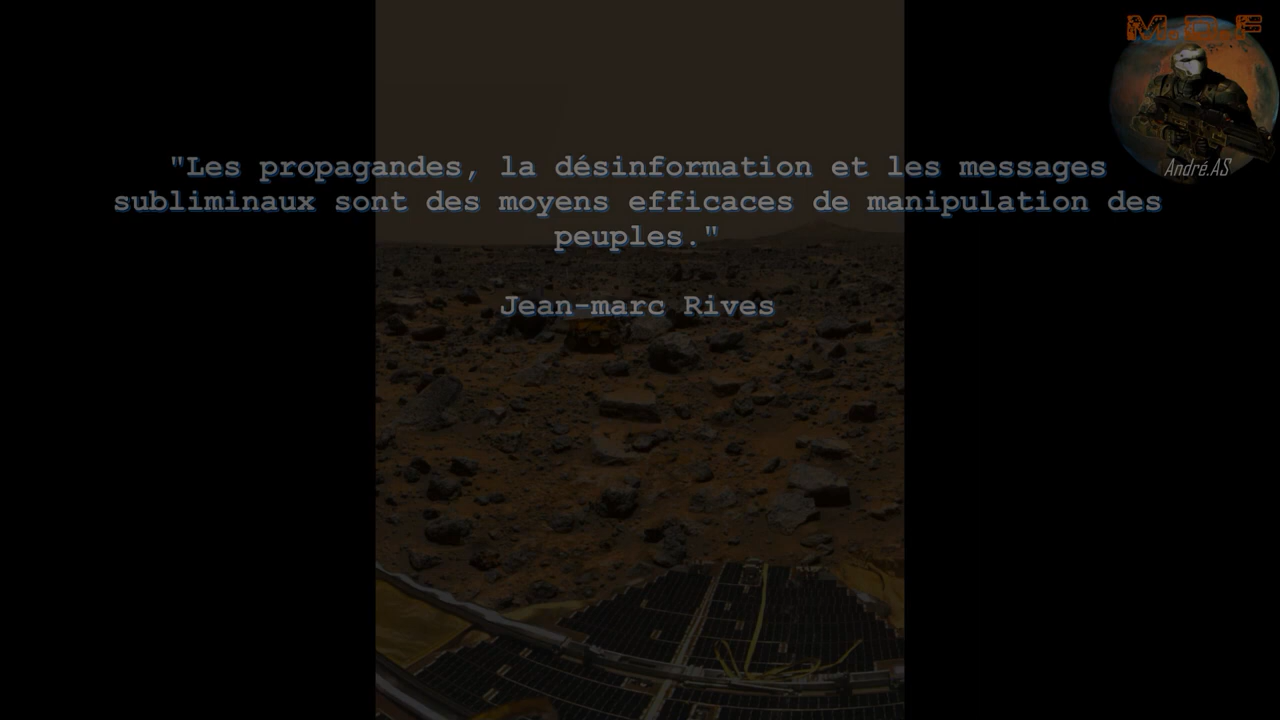 M.D.F
André.AS
"Les propagandes, la désinformation et les messages
subliminaux sont des moyens efficaces de manipulation des
peuples."
Jean-marc Rives